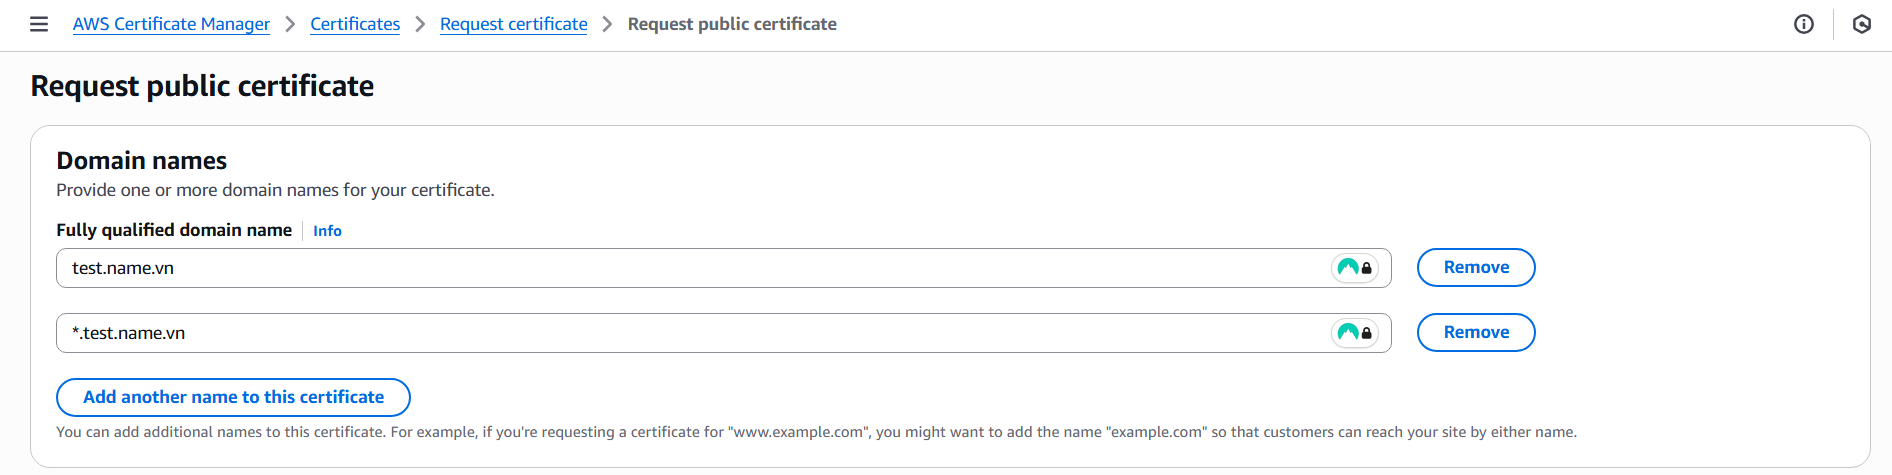 AWS Certificate Manager > Certificates > Request certificate > Request public certificate
Request public certificate
Domain names
Provide one or more domain names for your certificate.
Fully qualified domain name | Info
test.name.vn Remove
*.test.name.vn Remove
Add another name to this certificate
You can add additional names to this certificate. For example, if you're requesting a certificate for "www.example.com", you might want to add the name "example.com" so that customers can reach your site by either name.